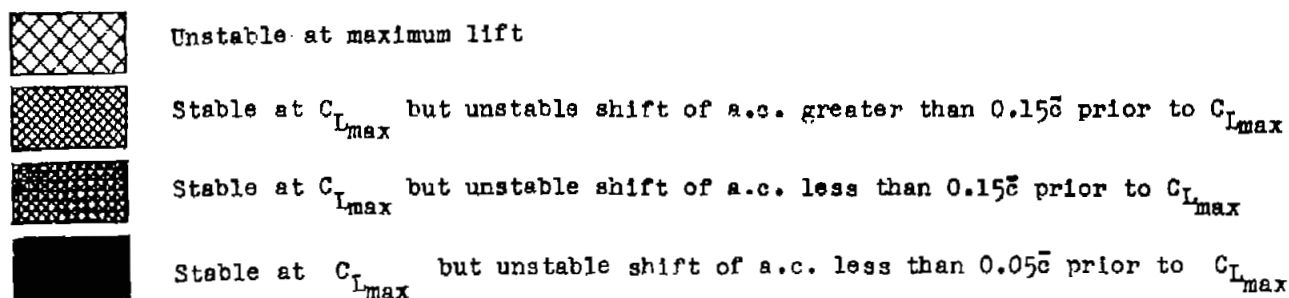 Unstable at maximum lift
Stable at C_Lmax but unstable shift of a.c. greater than 0.15c̄ prior to C_Lmax
Stable at C_Lmax but unstable shift of a.c. less than 0.15c̄ prior to C_Lmax
Stable at C_Lmax but unstable shift of a.c. less than 0.05c̄ prior to C_Lmax